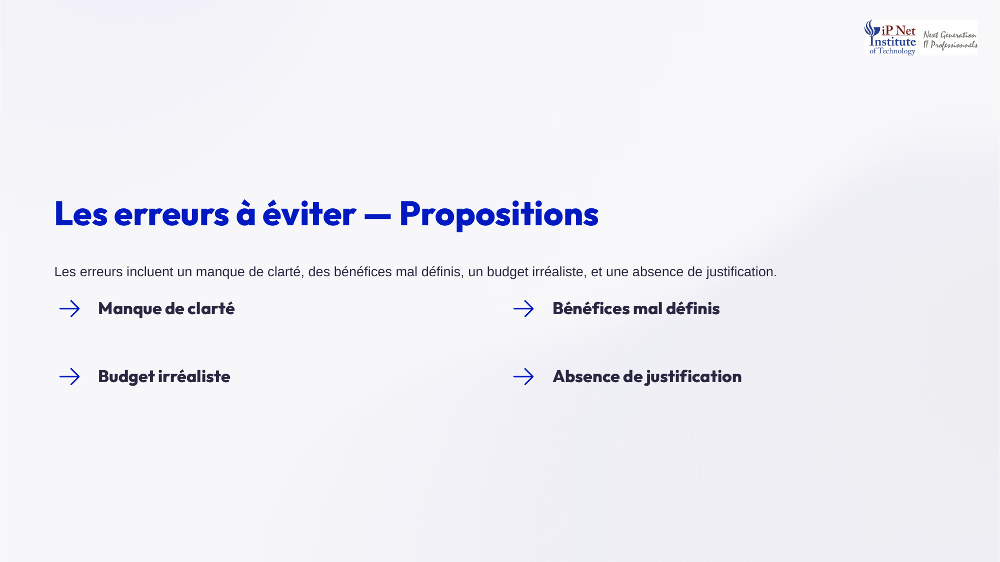 iP Net
Institute
of Technology
Next Generation
IT Professionnels
Les erreurs à éviter — Propositions
Les erreurs incluent un manque de clarté, des bénéfices mal définis, un budget irréaliste, et une absence de justification.
Manque de clarté
Bénéfices mal définis
Budget irréaliste
Absence de justification